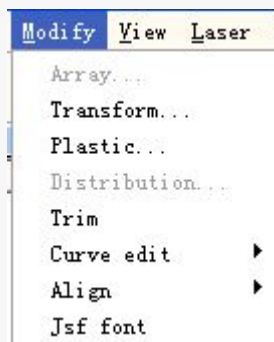 Modify View Laser
Array...
Transform...
Plastic...
Distribution...
Trim
Curve edit
Align
Jsf font